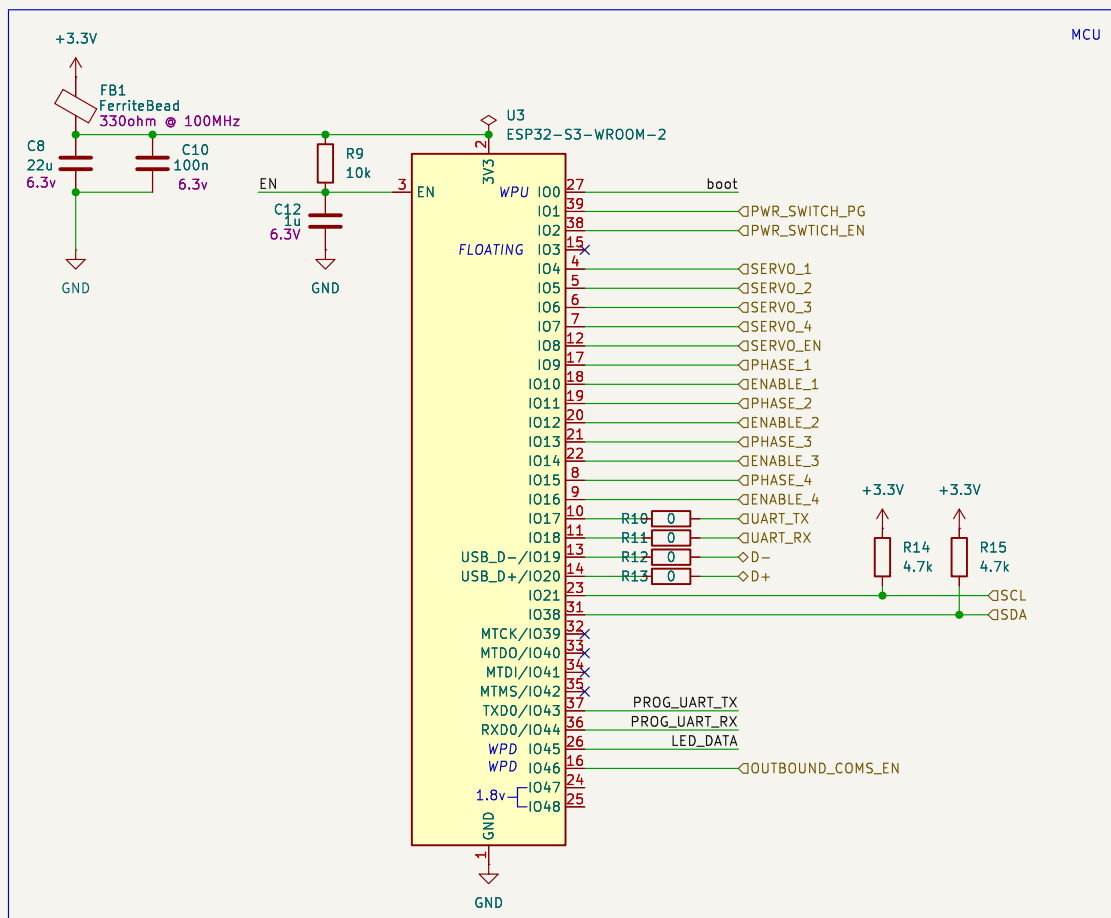 MCU
+3.3V
FB1
FerriteBead
330ohm @ 100MHz
C8
22u
6.3v
C10
100n
6.3v
GND
EN
R9
10k
C12
1u
6.3V
GND
U3
ESP32-S3-WROOM-2
2
3V3
3 EN
WPU IO0 27 boot
IO1 39 PWR_SWITCH_PG
IO2 38 PWR_SWTICH_EN
FLOATING IO3 15
IO4 4 SERVO_1
IO5 5 SERVO_2
IO6 6 SERVO_3
IO7 7 SERVO_4
IO8 12 SERVO_EN
IO9 17 PHASE_1
IO10 18 ENABLE_1
IO11 19 PHASE_2
IO12 20 ENABLE_2
IO13 21 PHASE_3
IO14 22 ENABLE_3
IO15 8 PHASE_4
IO16 9 ENABLE_4
IO17 10 R10 0 UART_TX
IO18 11 R11 0 UART_RX
USB_D-/IO19 13 R12 0 D-
USB_D+/IO20 14 R13 0 D+
IO21 23 SCL
IO38 31 SDA
+3.3V
R14
4.7k
+3.3V
R15
4.7k
MTCK/IO39 32
MTDO/IO40 33
MTDI/IO41 34
MTMS/IO42 35
TXD0/IO43 37 PROG_UART_TX
RXD0/IO44 36 PROG_UART_RX
WPD IO45 26 LED_DATA
WPD IO46 16 OUTBOUND_COMS_EN
1.8v
IO47 24
IO48 25
GND
1
GND